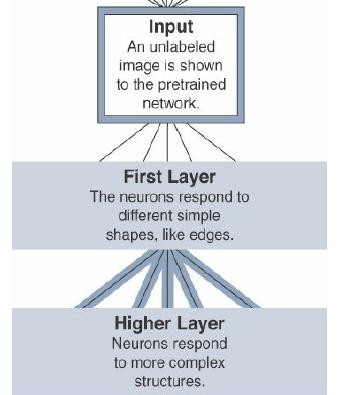 Input
An unlabeled
image is shown
to the pretrained
network.
First Layer
The neurons respond to
different simple
shapes, like edges.
Higher Layer
Neurons respond
to more complex
structures.